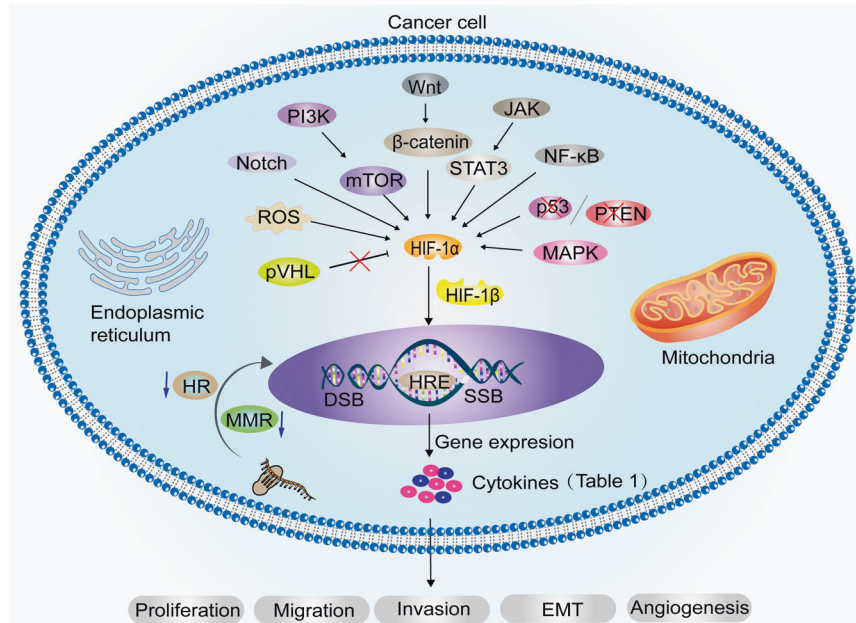 Cancer cell
Wnt
PI3K
JAK
β-catenin
Notch
NF-κB
mTOR
STAT3
ROS
p53
PTEN
HIF-1α
MAPK
pVHL
HIF-1β
Endoplasmic
reticulum
Mitochondria
HR
HRE
DSB
SSB
MMR
Gene expresion
Cytokines (Table 1)
Proliferation
Migration
Invasion
EMT
Angiogenesis